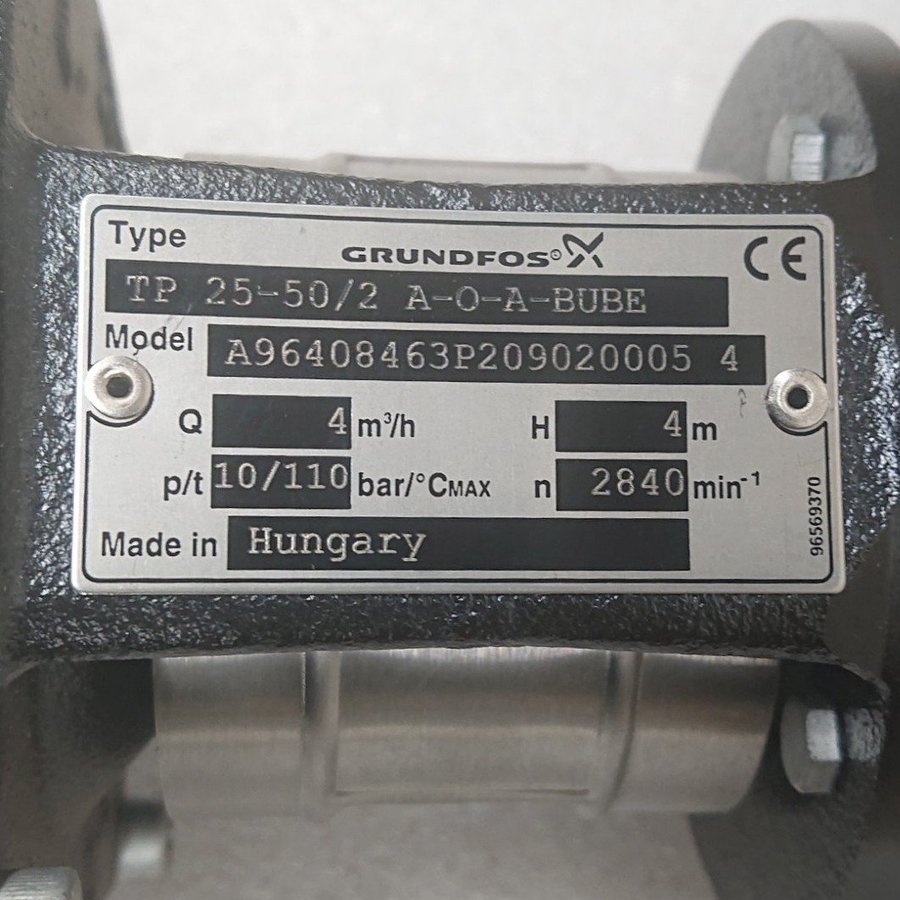 Type
GRUNDFOS
CE
TP 25-50/2 A-O-A-BUBE
Model A96408463P209020005 4
Q 4 m³/h H 4 m
p/t 10/110 bar/°CMAX n 2840 min⁻¹
Made in Hungary
96569370